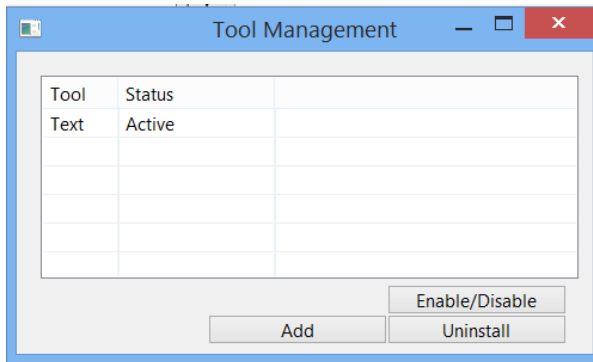 Tool Management
Tool Status
Text Active
Enable/Disable
Add Uninstall